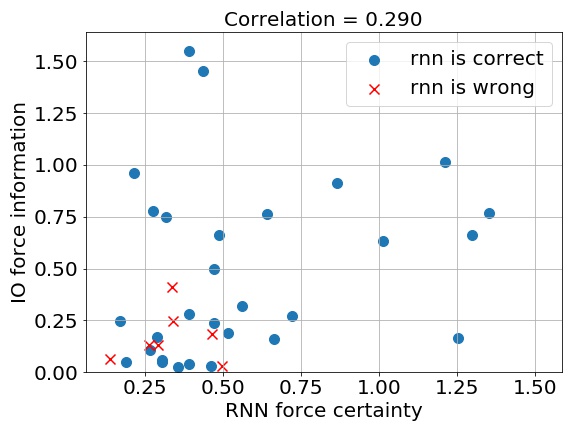 Correlation = 0.290
rnn is correct
rnn is wrong
IO force information
1.50
1.25
1.00
0.75
0.50
0.25
0.00
0.25 0.50 0.75 1.00 1.25 1.50
RNN force certainty